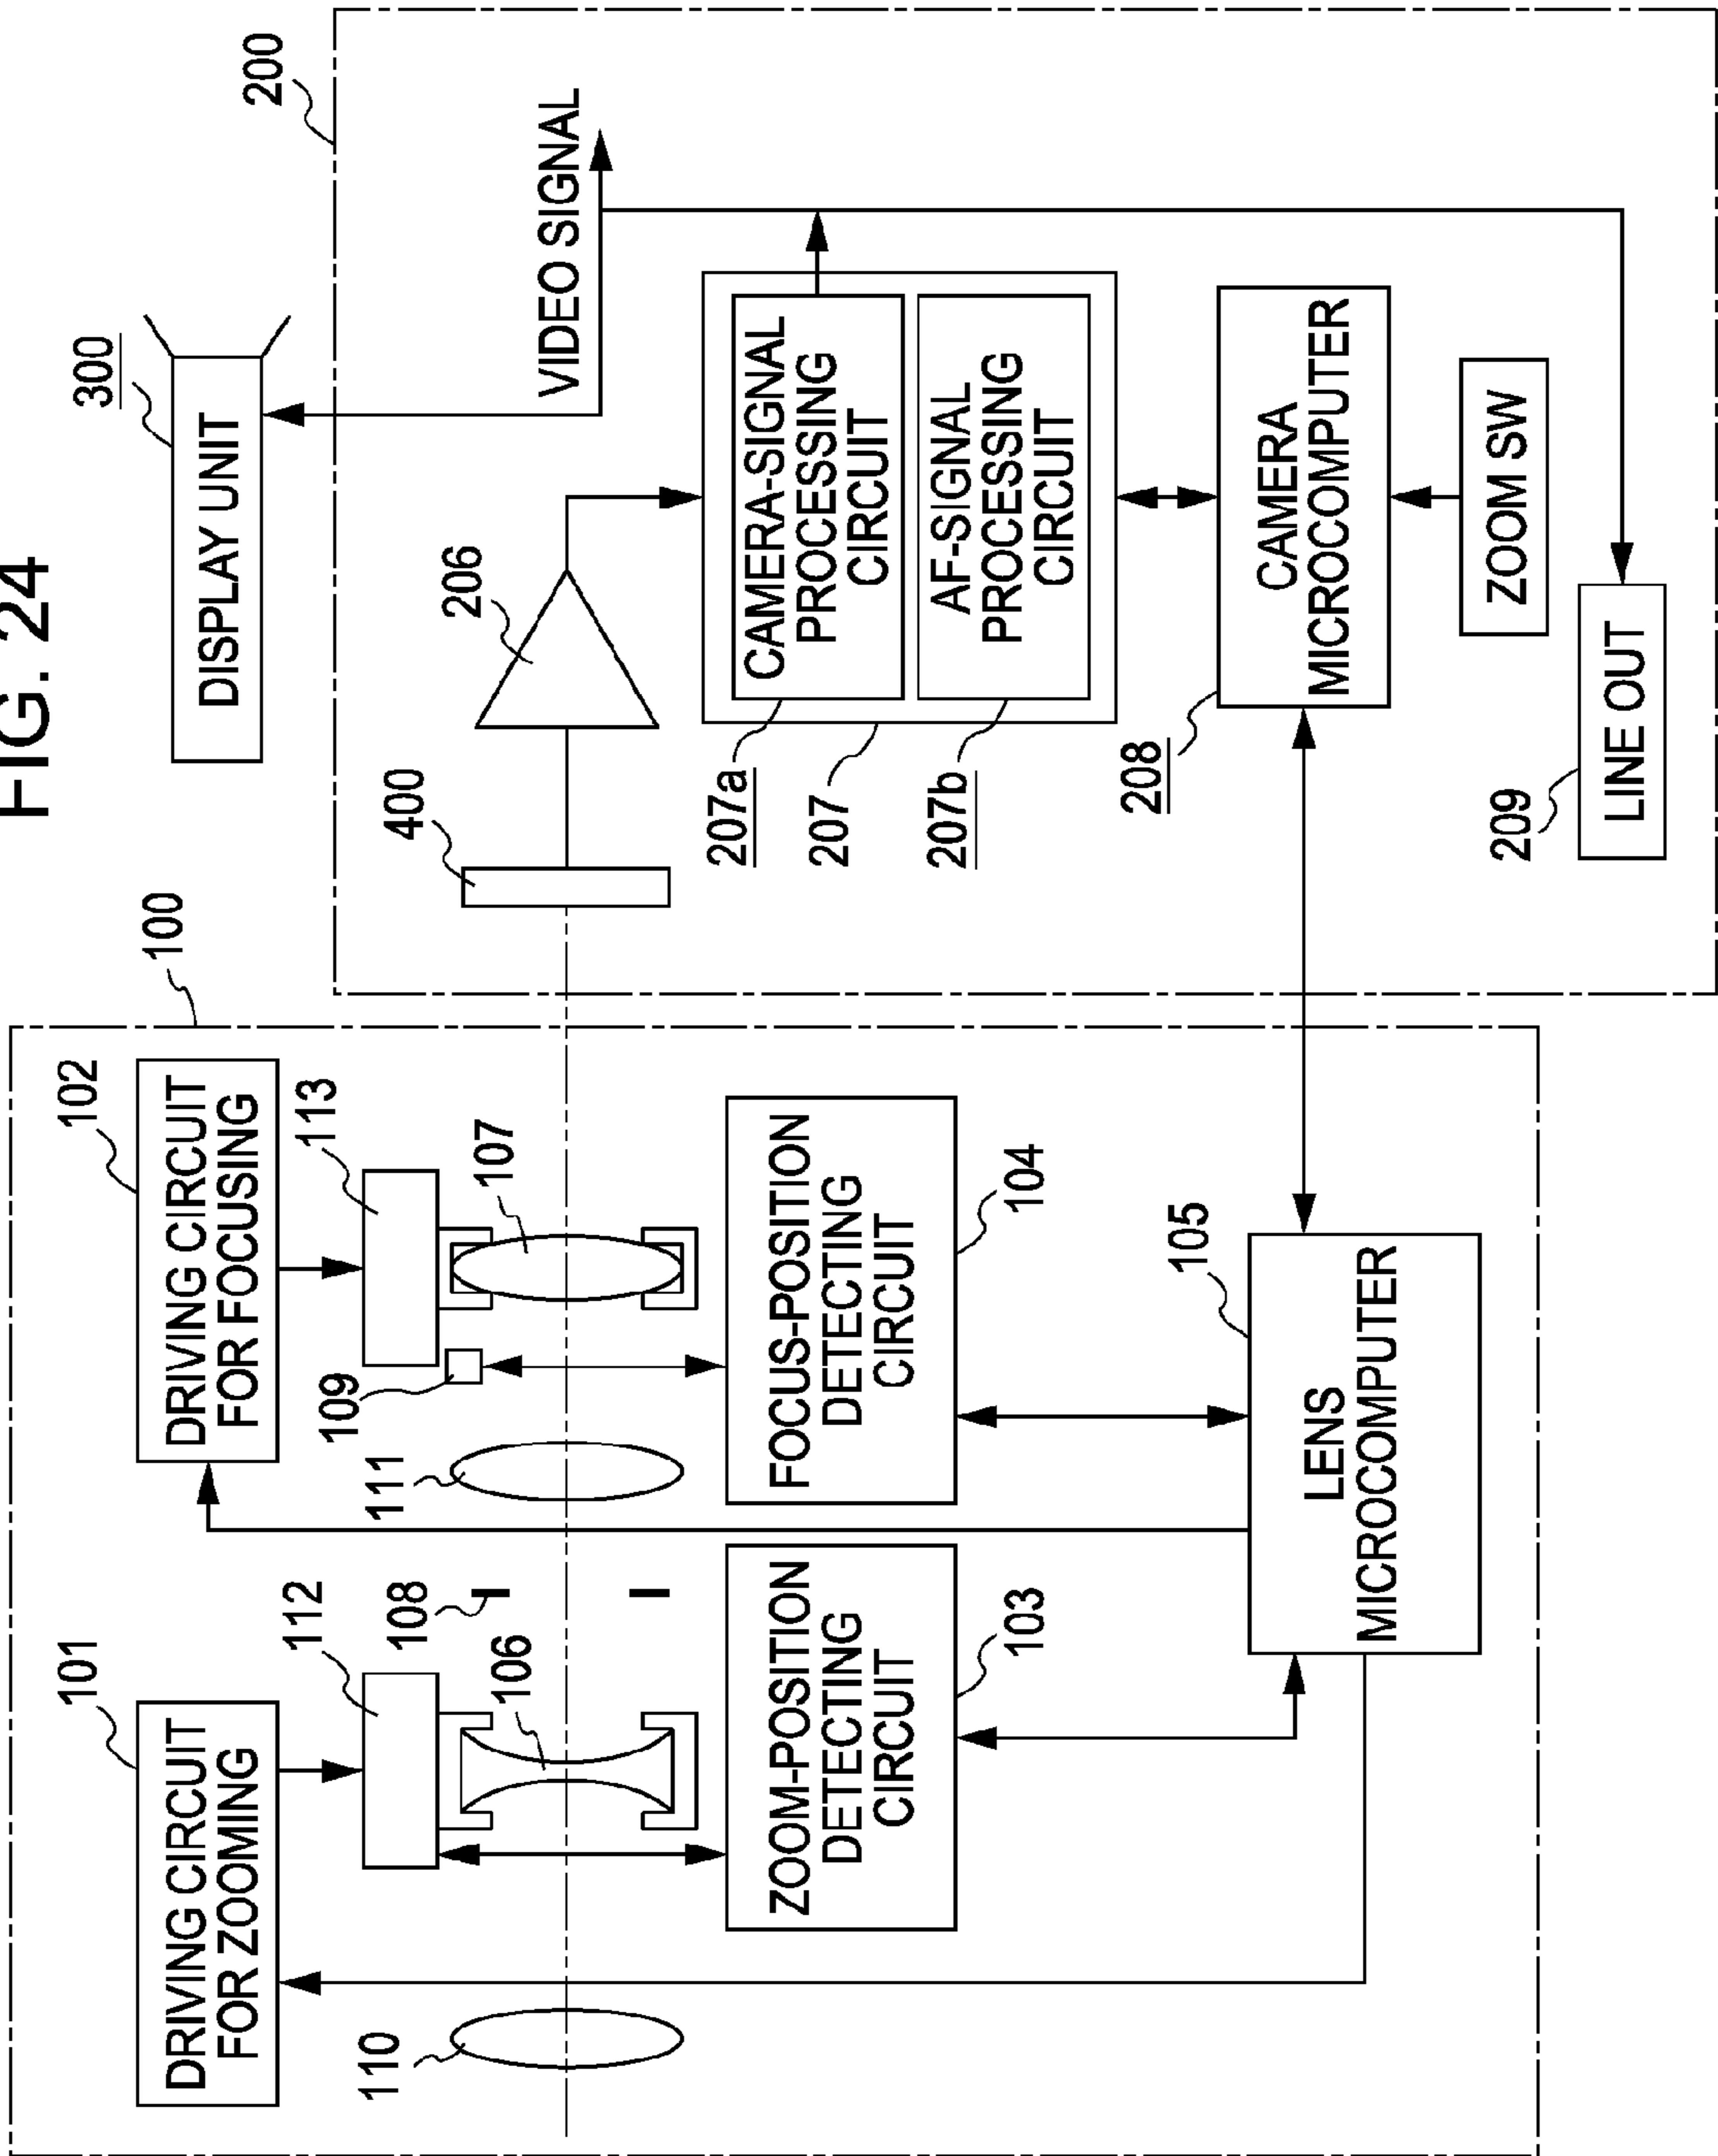 FIG. 24
100
101
DRIVING CIRCUIT
FOR ZOOMING
102
DRIVING CIRCUIT
FOR FOCUSING
112
113
108
109
106
107
110
111
ZOOM-POSITION
DETECTING
CIRCUIT
103
FOCUS-POSITION
DETECTING
CIRCUIT
104
105
LENS
MICROCOMPUTER
300
DISPLAY UNIT
200
VIDEO SIGNAL
400
206
CAMERA-SIGNAL
PROCESSING
CIRCUIT
207a
207
AF-SIGNAL
PROCESSING
CIRCUIT
207b
208
CAMERA
MICROCOMPUTER
ZOOM SW
209
LINE OUT